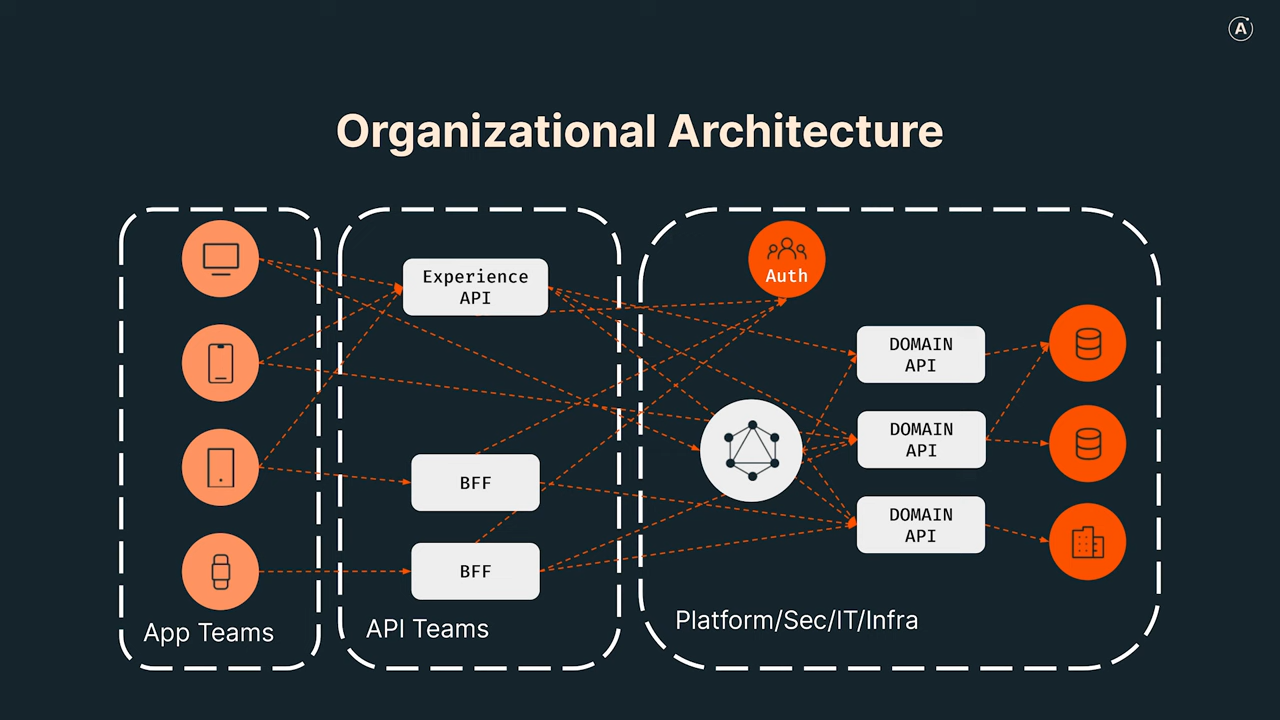 A
Organizational Architecture
Experience
API
BFF
BFF
Auth
DOMAIN
API
DOMAIN
API
DOMAIN
API
App Teams
API Teams
Platform/Sec/IT/Infra